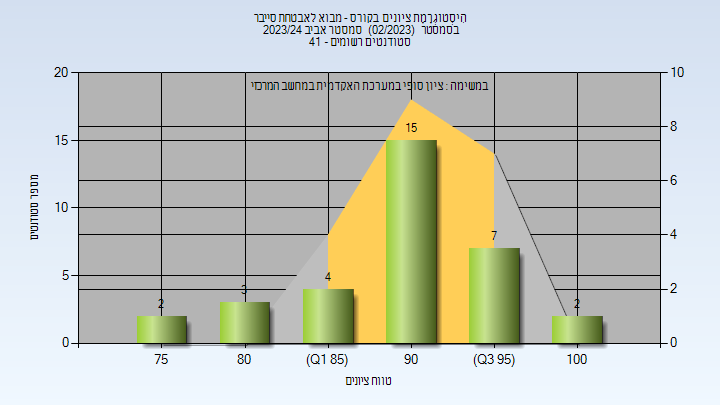 היסטוגרמת ציונים בקורס - מבוא לאבטחת סייבר
בסמסטר (02/2023) סמסטר אביב 2023/24
סטודנטים רשומים - 41
במשימה : ציון סופי במערכת האקדמית במחשב המרכזי
20
15
10
5
0
10
8
6
4
2
0
מספר סטודנטים
2
3
4
15
7
2
75
80
(Q1 85)
90
(Q3 95)
100
טווח ציונים